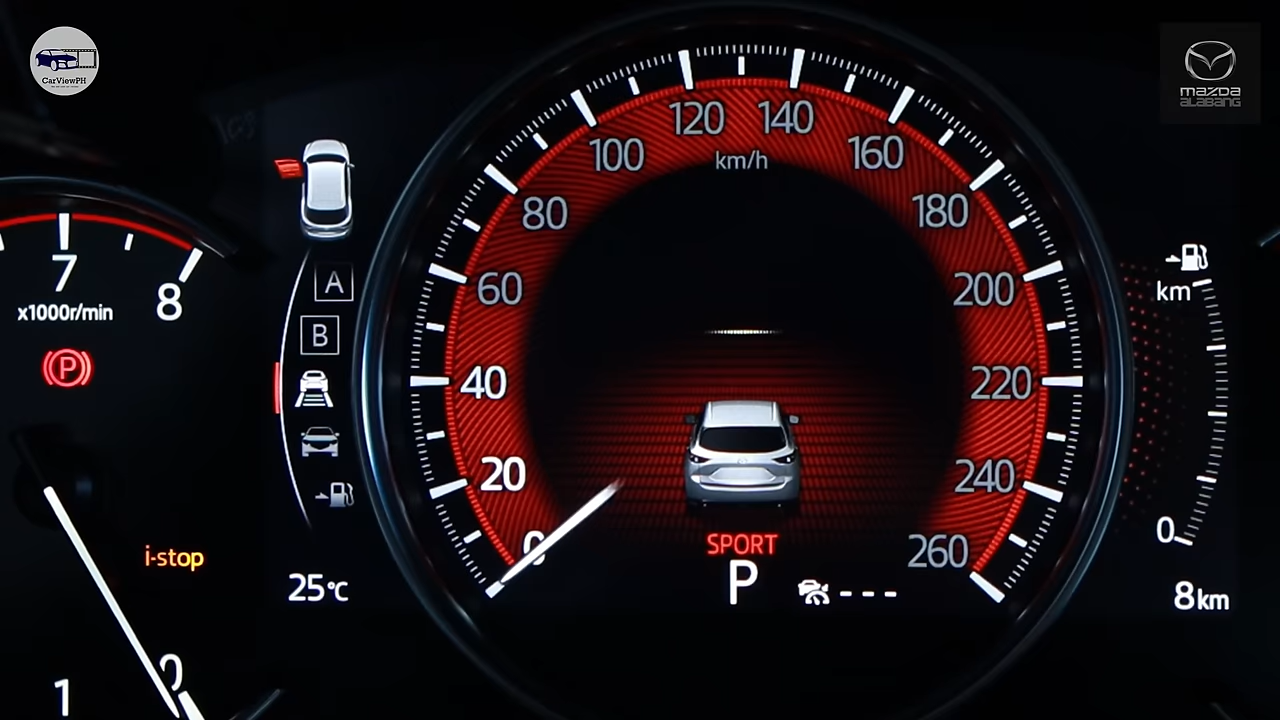 CarViewPH
mazda
ALABANG
120
140
100
160
km/h
80
180
7
x1000r/min
8
A
60
200
km
B
P
40
220
20
240
0
0
i-stop
SPORT
260
25℃
P
---
8km
1
0